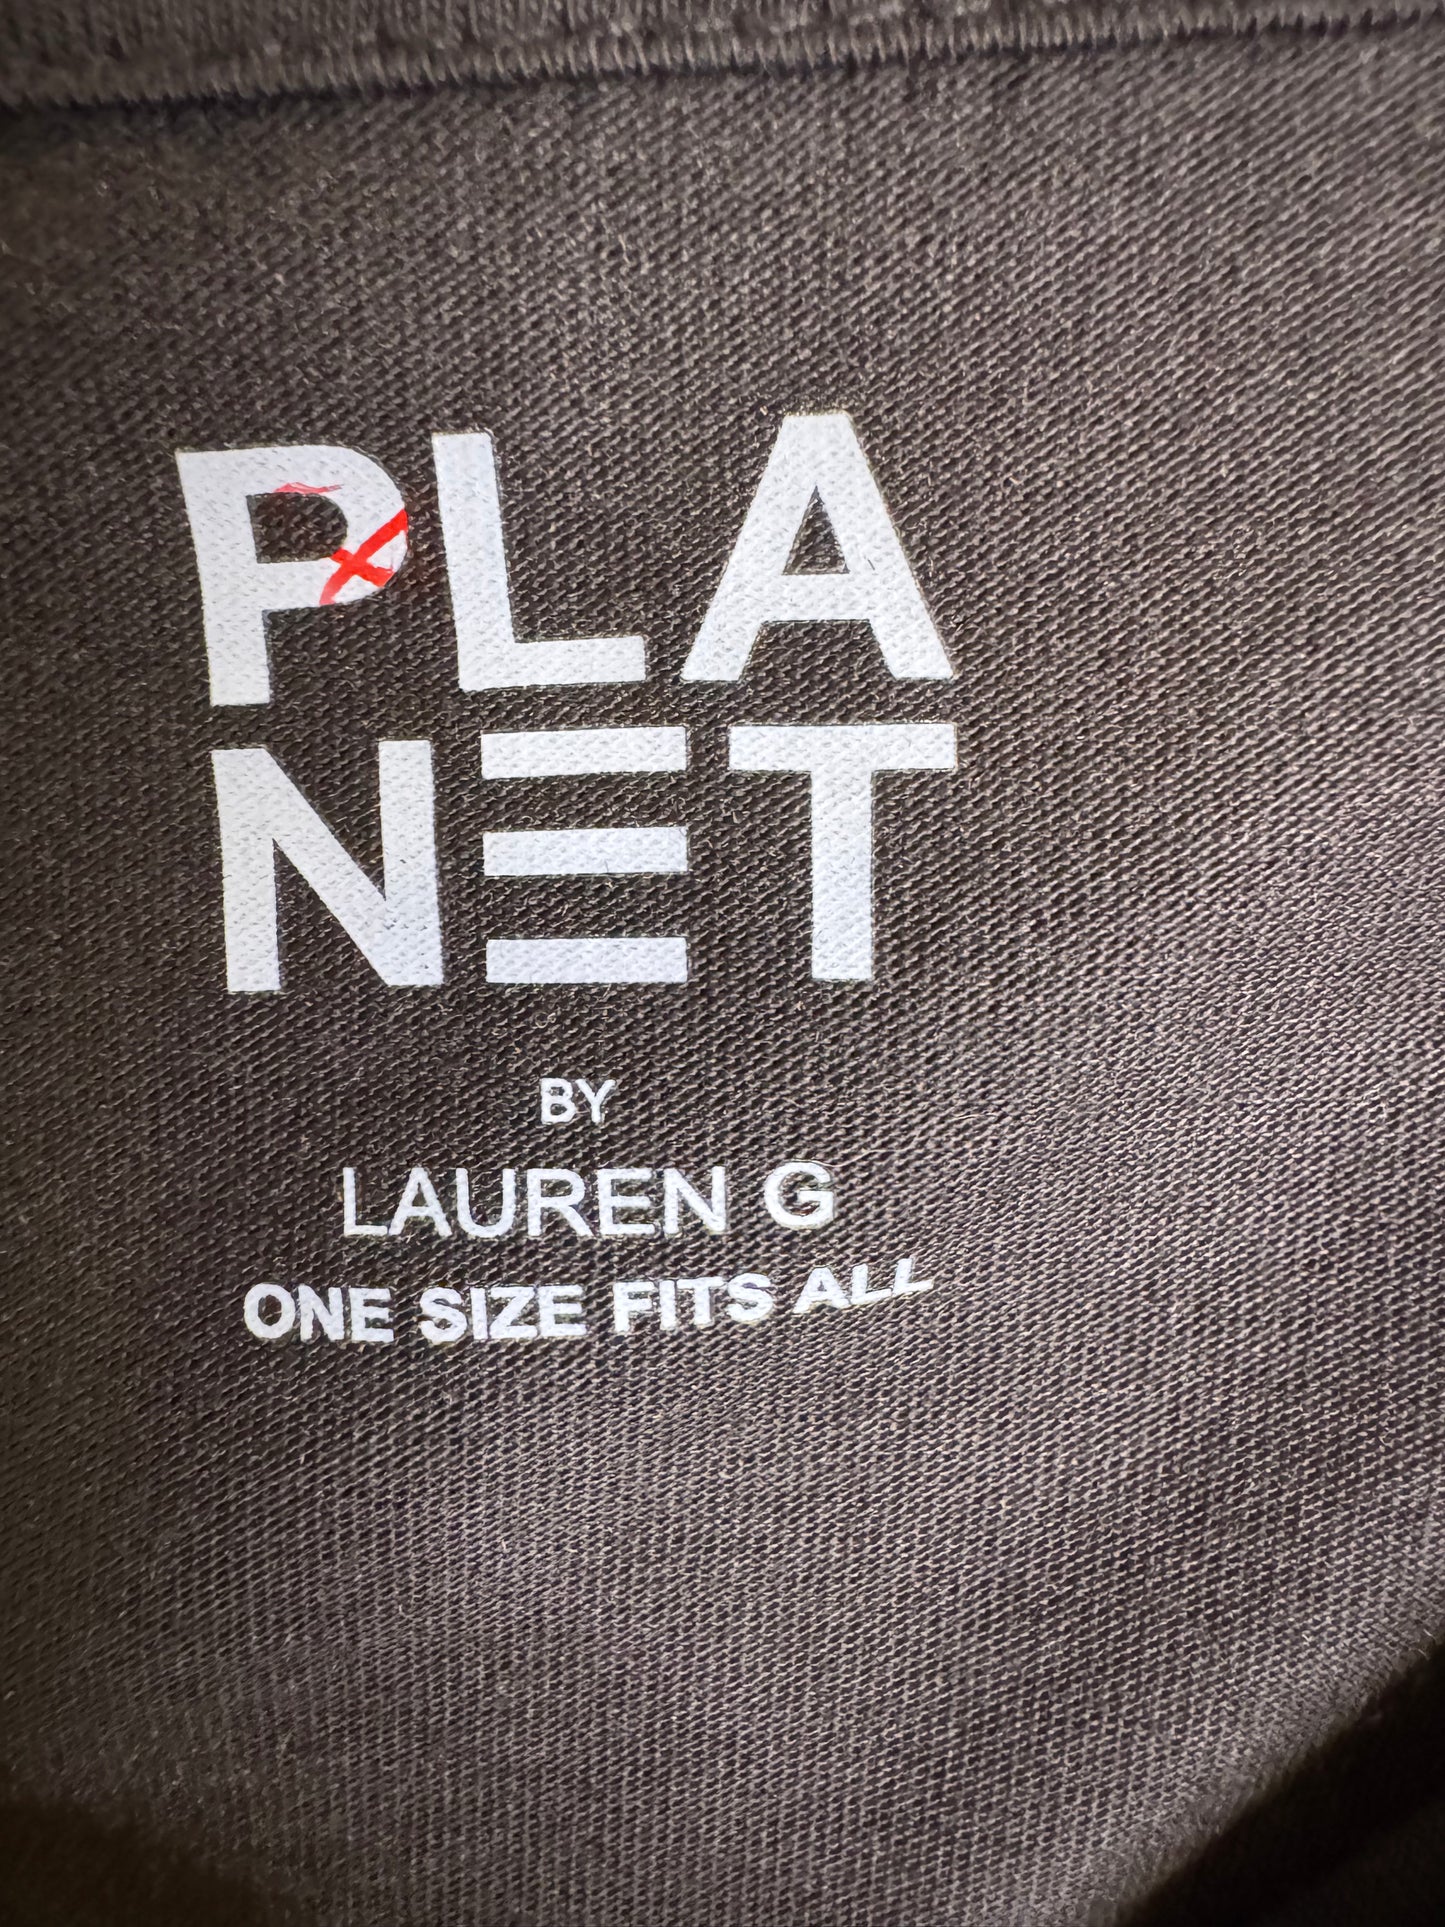 PLA
NET
BY
LAUREN G
ONE SIZE FITS ALL